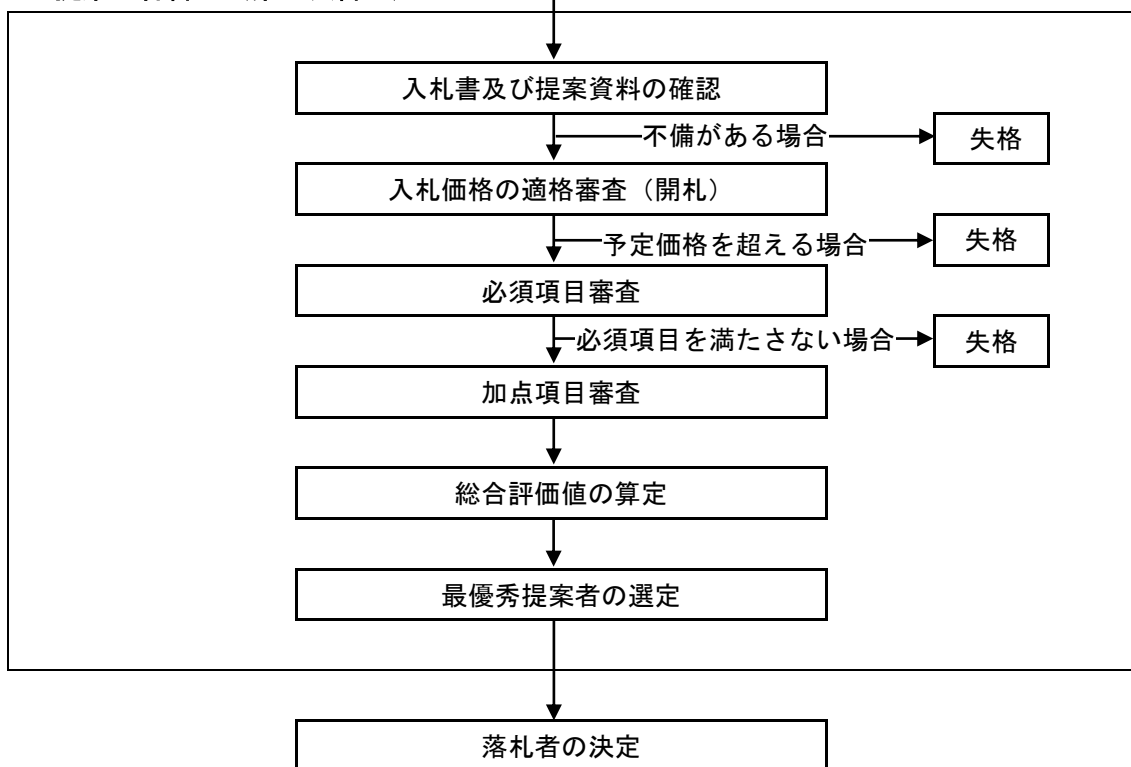 入札書及び提案資料の確認
不備がある場合
失格
入札価格の適格審査（開札）
予定価格を超える場合
失格
必須項目審査
必須項目を満たさない場合
失格
加点項目審査
総合評価値の算定
最優秀提案者の選定
落札者の決定